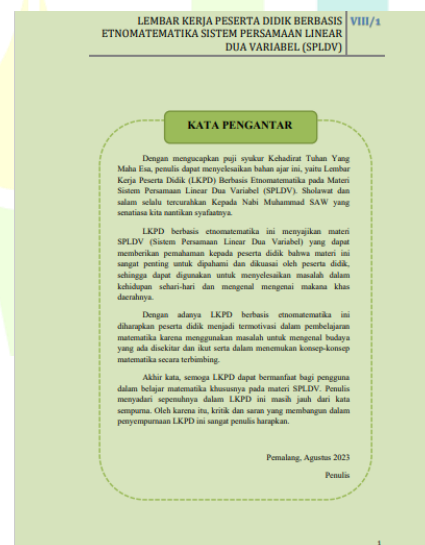 LEMBAR KERJA PESERTA DIDIK BERBASIS
ETNOMATEMATIKA SISTEM PERSAMAAN LINEAR
DUA VARIABEL (SPLDV)
VIII/1
KATA PENGANTAR
Dengan mengucapkan puji syukur Kehadirat Tuhan Yang
Maha Esa, penulis dapat menyelesaikan bahan ajar ini, yaitu Lembar
Kerja Peserta Didik (LKPD) Berbasis Etnomatematika pada Materi
Sistem Persamaan Linear Dua Variabel (SPLDV). Sholawat dan
salam selalu tercurahkan Kepada Nabi Muhammad SAW yang
senatiasa kita nantikan syafaatnya.
LKPD berbasis etnomatematika ini menyajikan materi
SPLDV (Sistem Persamaan Linear Dua Variabel) yang dapat
memberikan pemahaman kepada peserta didik bahwa materi ini
sangat penting untuk dipahami dan dikuasai oleh peserta didik,
sehingga dapat digunakan untuk menyelesaikan masalah dalam
kehidupan sehari-hari dan mengenal mengenai makana khas
daerahnya.
Dengan adanya LKPD berbasis etnomatematika ini
diharapkan peserta didik menjadi termotivasi dalam pembelajaran
matematika karena menggunakan masalah untuk mengenal budaya
yang ada disekitar dan ikut serta dalam menemukan konsep-konsep
matematika secara terbimbing.
Akhir kata, semoga LKPD dapat bermanfaat bagi pengguna
dalam belajar matematika khususnya pada materi SPLDV. Penulis
menyadari sepenuhnya dalam LKPD ini masih jauh dari kata
sempurna. Oleh karena itu, kritik dan saran yang membangun dalam
penyempurnaan LKPD ini sangat penulis harapkan.
Pemalang, Agustus 2023
Penulis
1